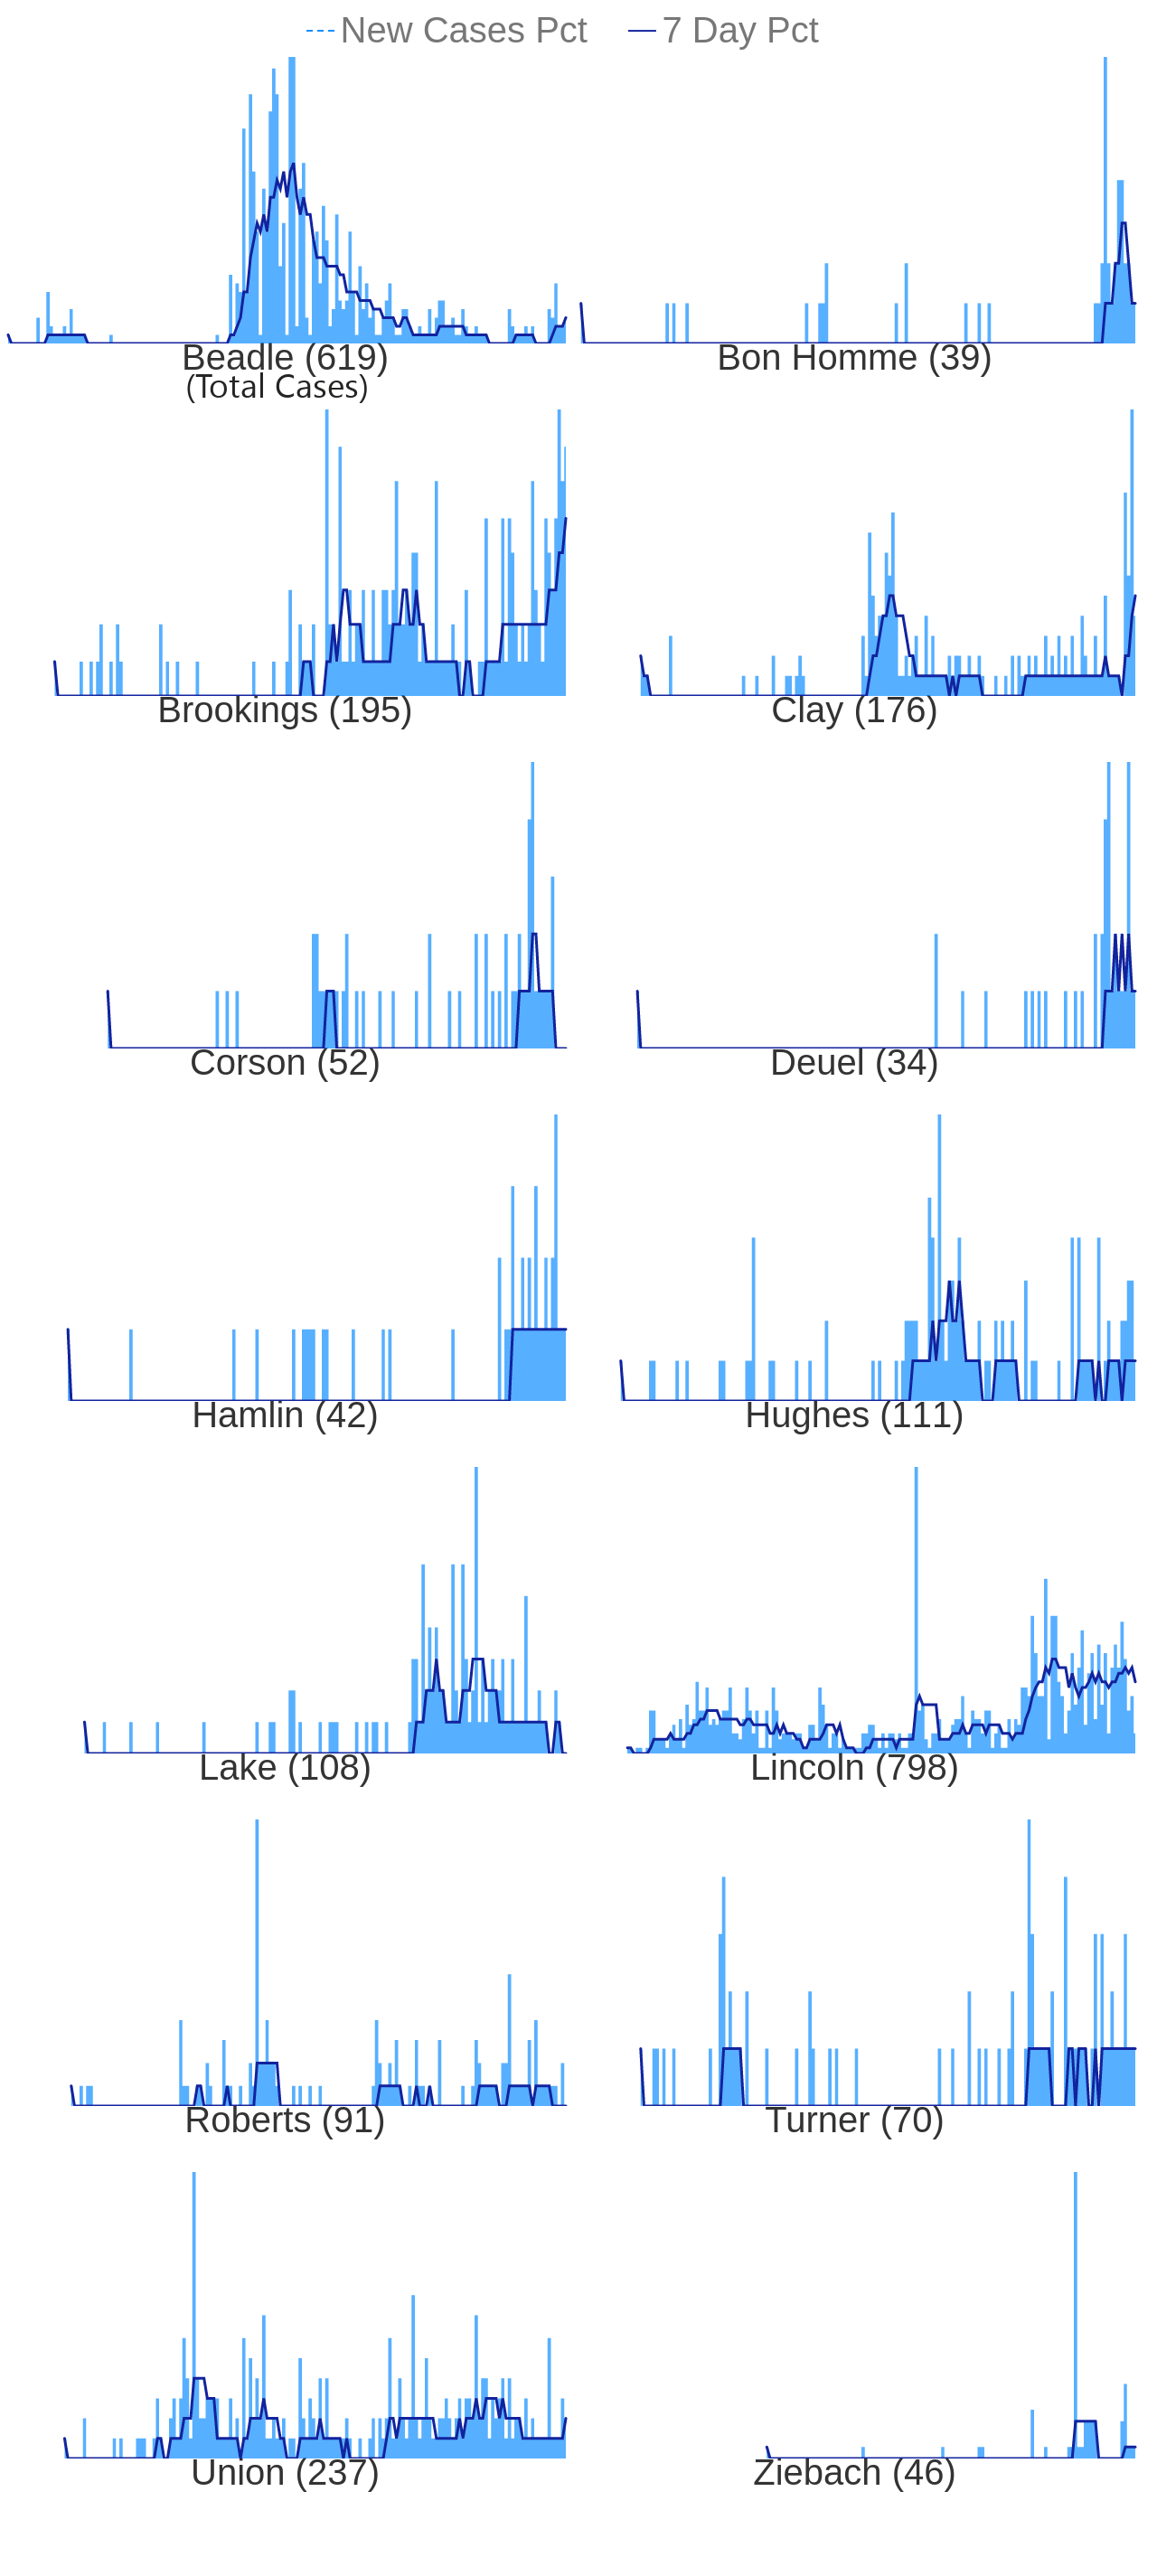 New Cases Pct 7 Day Pct
Beadle (619) Bon Homme (39)
(Total Cases)
Brookings (195) Clay (176)
Corson (52) Deuel (34)
Hamlin (42) Hughes (111)
Lake (108) Lincoln (798)
Roberts (91) Turner (70)
Union (237) Ziebach (46)